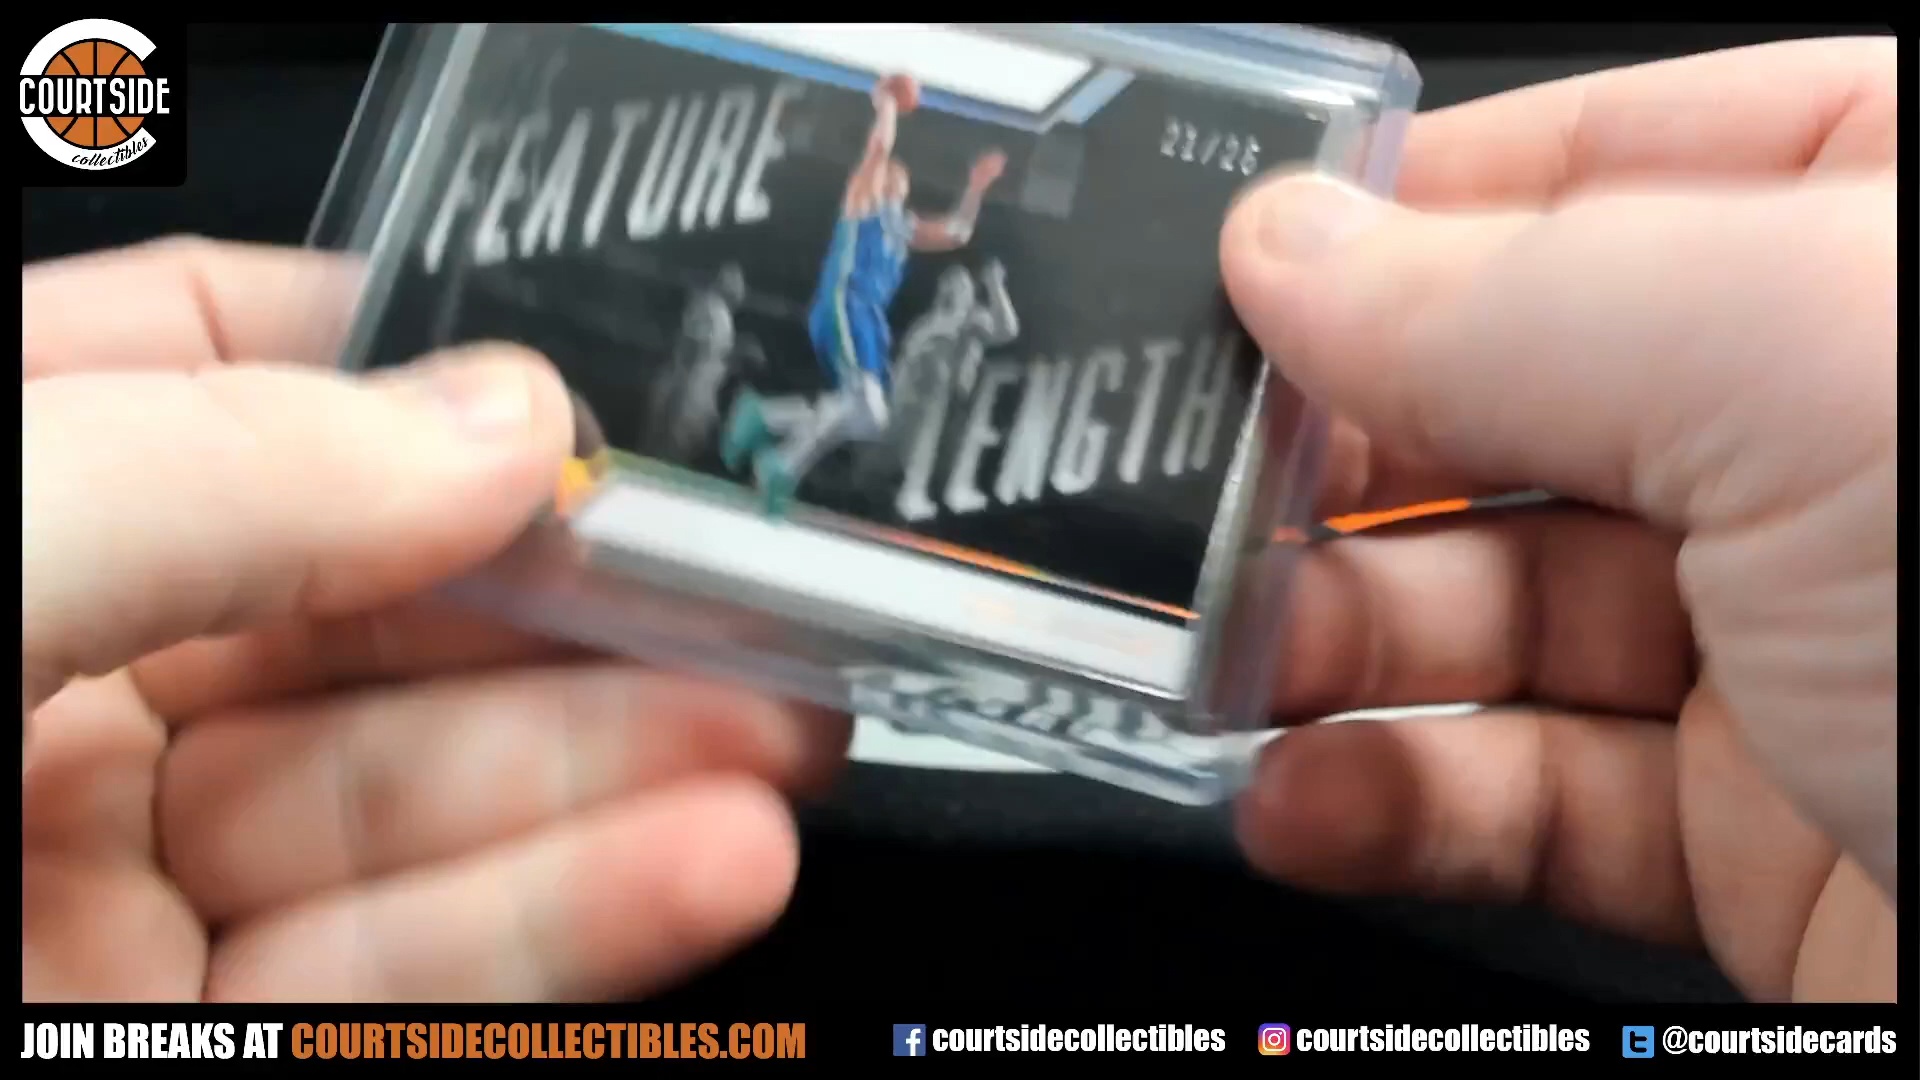 COURTSIDE
collectibles
FEATURE
LENGTH
JOIN BREAKS AT COURTSIDECOLLECTIBLES.COM
courtsidecollectibles
courtsidecollectibles
@courtsidecards